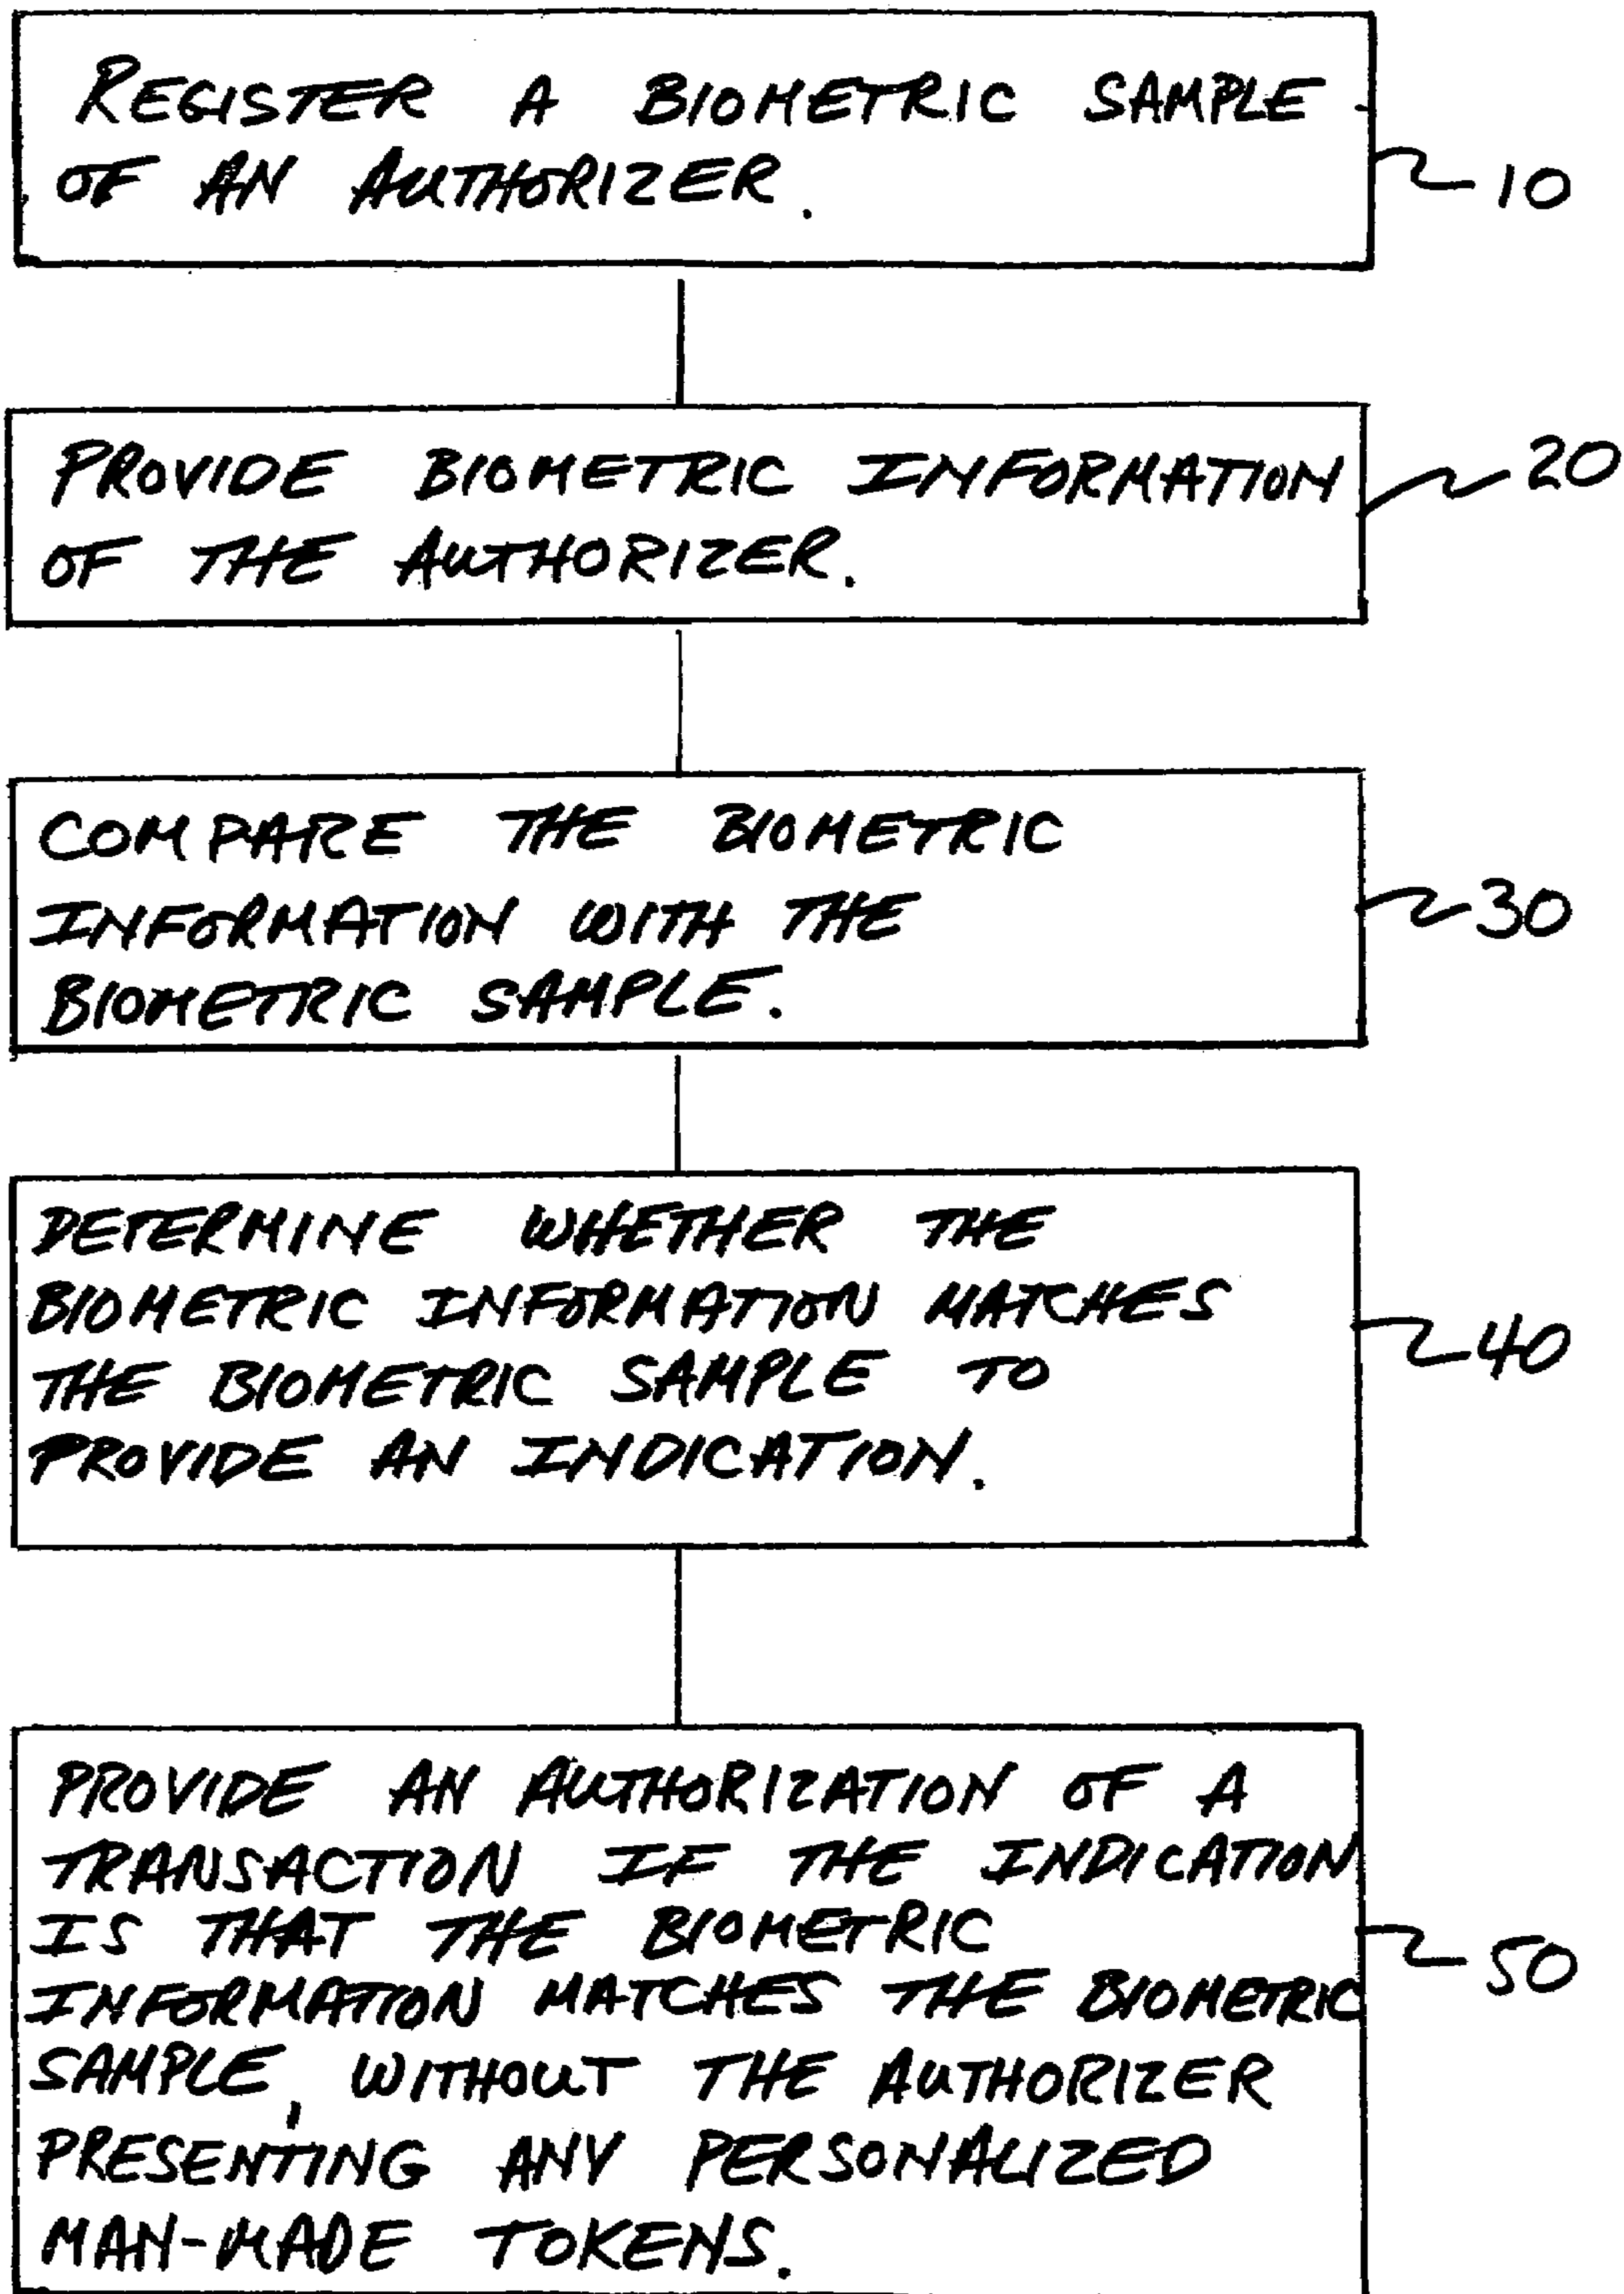 REGISTER A BIOMETRIC SAMPLE
OF AN AUTHORIZER.
10
PROVIDE BIOMETRIC INFORMATION
OF THE AUTHORIZER.
20
COMPARE THE BIOMETRIC
INFORMATION WITH THE
BIOMETRIC SAMPLE.
30
DETERMINE WHETHER THE
BIOMETRIC INFORMATION MATCHES
THE BIOMETRIC SAMPLE TO
PROVIDE AN INDICATION.
40
PROVIDE AN AUTHORIZATION OF A
TRANSACTION IF THE INDICATION
IS THAT THE BIOMETRIC
INFORMATION MATCHES THE BIOMETRIC
SAMPLE, WITHOUT THE AUTHORIZER
PRESENTING ANY PERSONALIZED
MAN-MADE TOKENS.
50